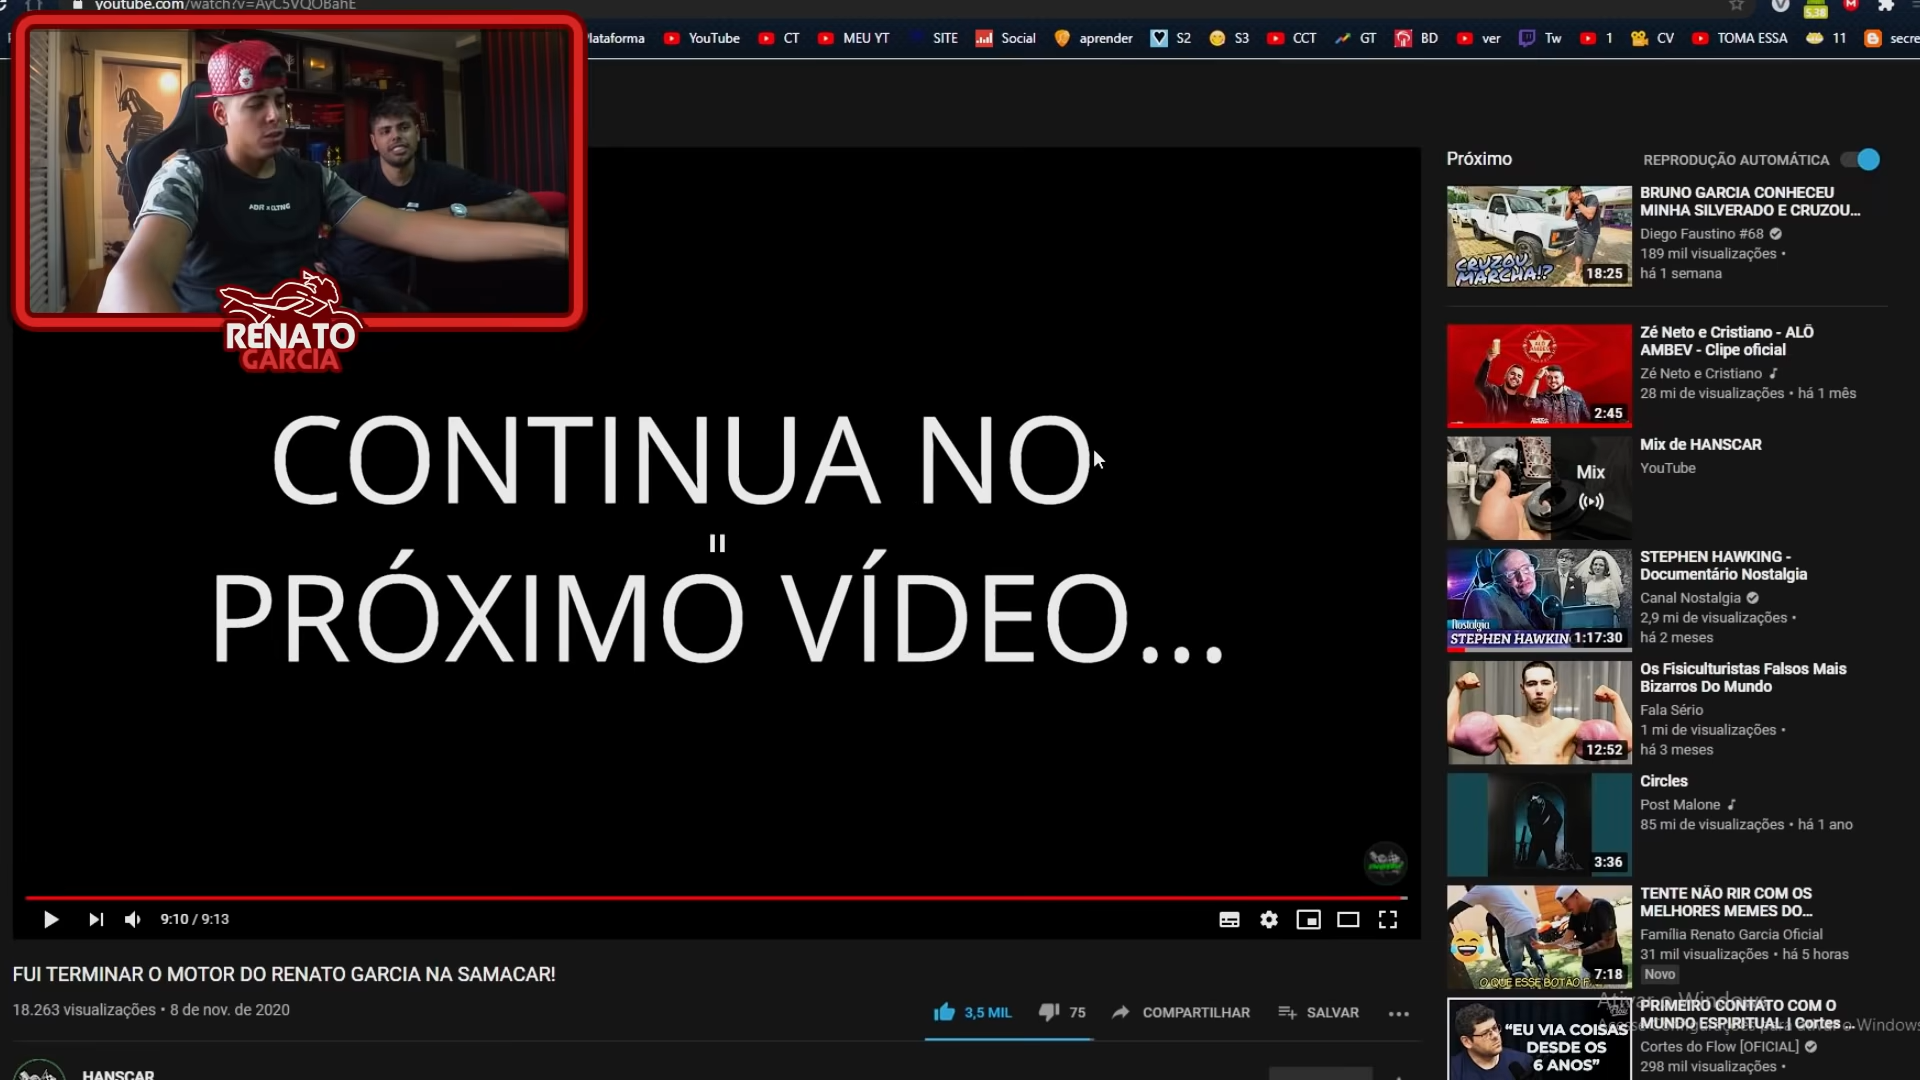 youtube.com/watch?v=AyC5VQOBahE
5.38
lataforma
YouTube
CT
MEU YT
SITE
Social
aprender
S2
S3
CCT
GT
BD
ver
Tw
1
CV
TOMA ESSA
11
secre
RENATO
GARCIA
CONTINUA NO
PRÓXIMO VÍDEO...
9:10 / 9:13
FUI TERMINAR O MOTOR DO RENATO GARCIA NA SAMACAR!
18.263 visualizações • 8 de nov. de 2020
3,5 MIL
75
COMPARTILHAR
SALVAR
HANSCAR
Próximo
REPRODUÇÃO AUTOMÁTICA
CRUZOU
MARCHA!?
18:25
BRUNO GARCIA CONHECEU
MINHA SILVERADO E CRUZOU...
Diego Faustino #68
189 mil visualizações •
há 1 semana
2:45
Zé Neto e Cristiano - ALÔ
AMBEV - Clipe oficial
Zé Neto e Cristiano
28 mi de visualizações • há 1 mês
Mix
Mix de HANSCAR
YouTube
Nostalgia
STEPHEN HAWKIN
1:17:30
STEPHEN HAWKING -
Documentário Nostalgia
Canal Nostalgia
2,9 mi de visualizações •
há 2 meses
12:52
Os Fisiculturistas Falsos Mais
Bizarros Do Mundo
Fala Sério
1 mi de visualizações •
há 3 meses
3:36
Circles
Post Malone
85 mi de visualizações • há 1 ano
O QUE ESSE BOTÃO F
7:18
TENTE NÃO RIR COM OS
MELHORES MEMES DO...
Família Renato Garcia Oficial
31 mil visualizações • há 5 horas
Novo
"EU VIA COISAS
DESDE OS
6 ANOS"
PRIMEIRO CONTATO COM O
MUNDO ESPIRITUAL | Cortes ...
Cortes do Flow [OFICIAL]
298 mil visualizações •
Ativar o Windows